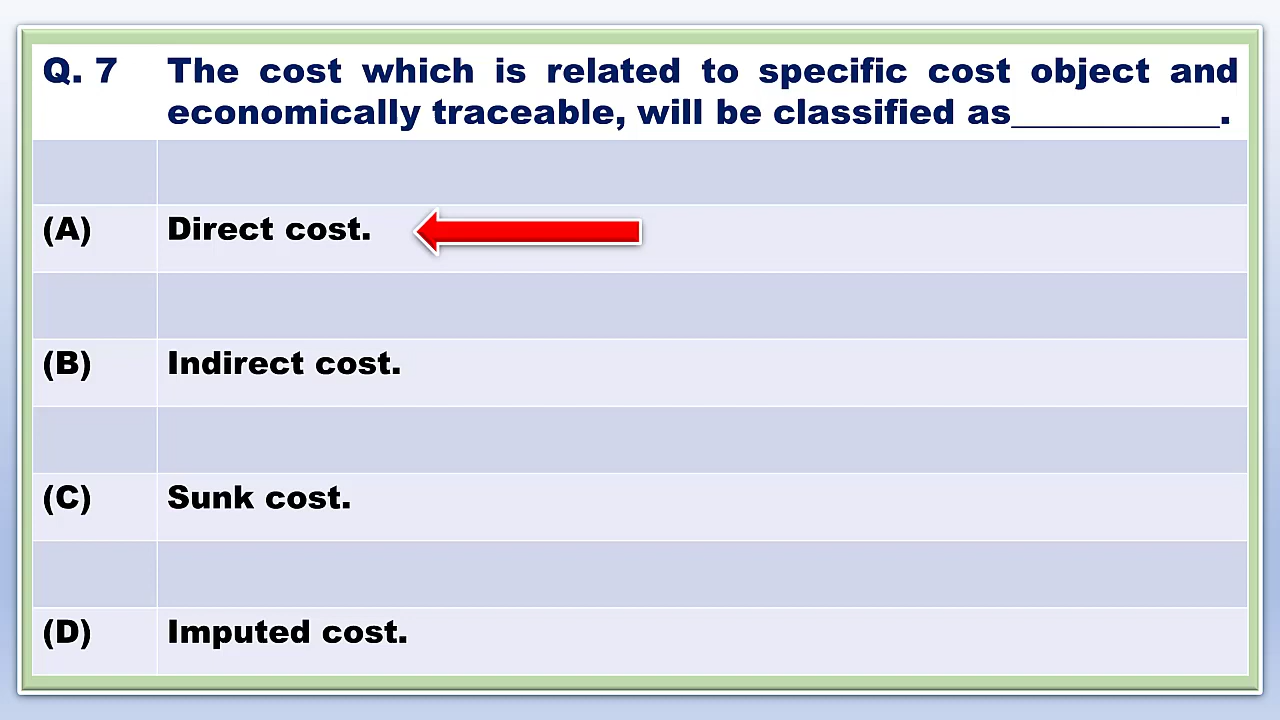 Q. 7 The cost which is related to specific cost object and
economically traceable, will be classified as____________.
(A) Direct cost.
(B) Indirect cost.
(C) Sunk cost.
(D) Imputed cost.